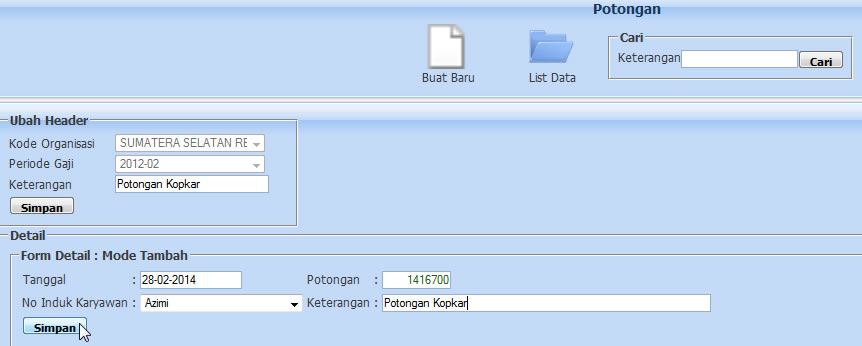 Potongan
Buat Baru
List Data
Cari
Keterangan
Cari
Ubah Header
Kode Organisasi SUMATERA SELATAN RE
Periode Gaji 2012-02
Keterangan Potongan Kopkar
Simpan
Detail
Form Detail : Mode Tambah
Tanggal : 28-02-2014 Potongan : 1416700
No Induk Karyawan : Azimi Keterangan : Potongan Kopkar
Simpan